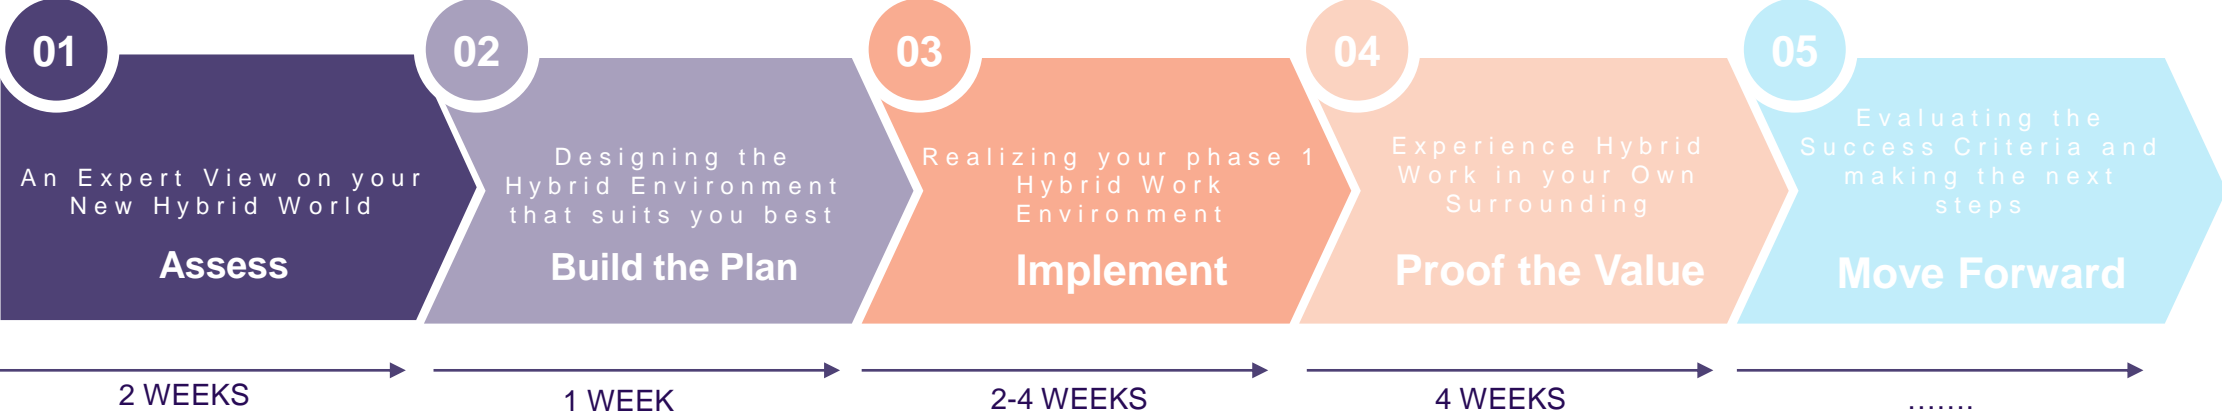 01
An Expert View on your
New Hybrid World
Assess
2 WEEKS
02
Designing the
Hybrid Environment
that suits you best
Build the Plan
1 WEEK
03
Realizing your phase 1
Hybrid Work
Environment
Implement
2-4 WEEKS
04
Experience Hybrid
Work in your Own
Surrounding
Proof the Value
4 WEEKS
05
Evaluating the
Success Criteria and
making the next
steps
Move Forward
.......